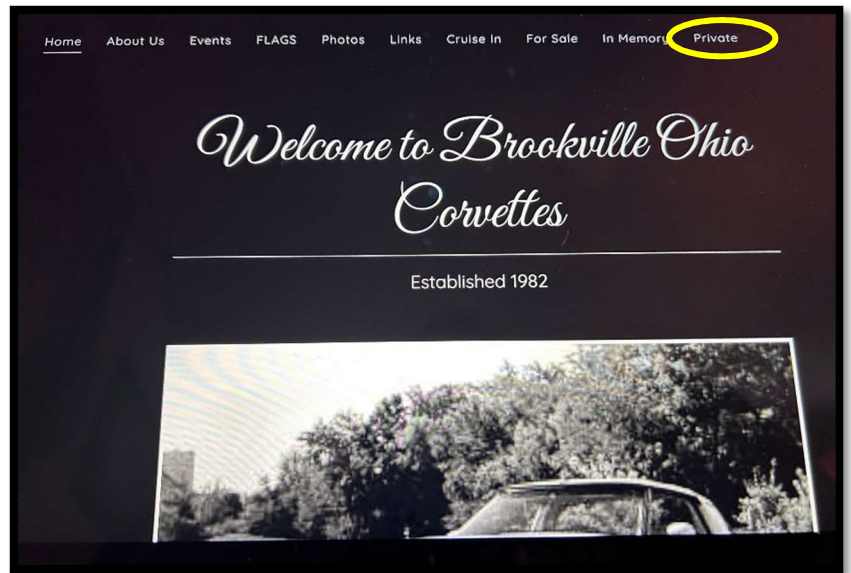 Home About Us Events FLAGS Photos Links Cruise In For Sale In Memory Private
Welcome to Brookville Ohio
Corvettes
Established 1982